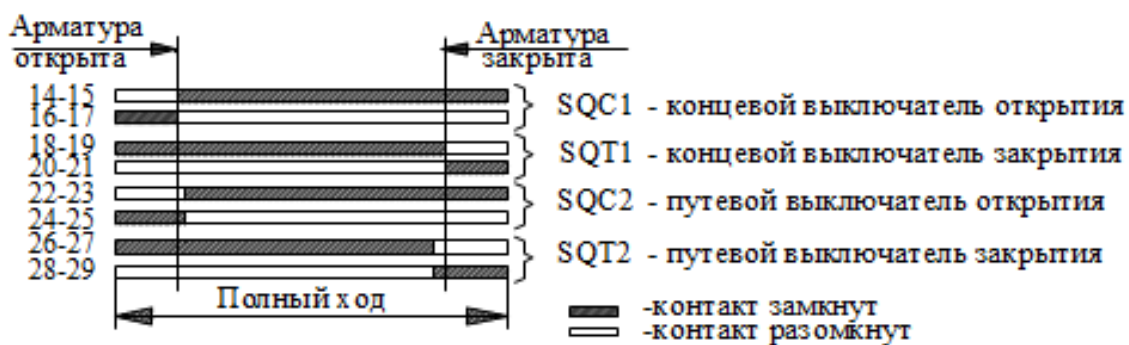 Арматура открыта
Арматура закрыта
14-15
16-17
SQC1 - концевой выключатель открытия
18-19
20-21
SQT1 - концевой выключатель закрытия
22-23
24-25
SQC2 - путевой выключатель открытия
26-27
28-29
SQT2 - путевой выключатель закрытия
Полный ход
-контакт замкнут
-контакт разомкнут